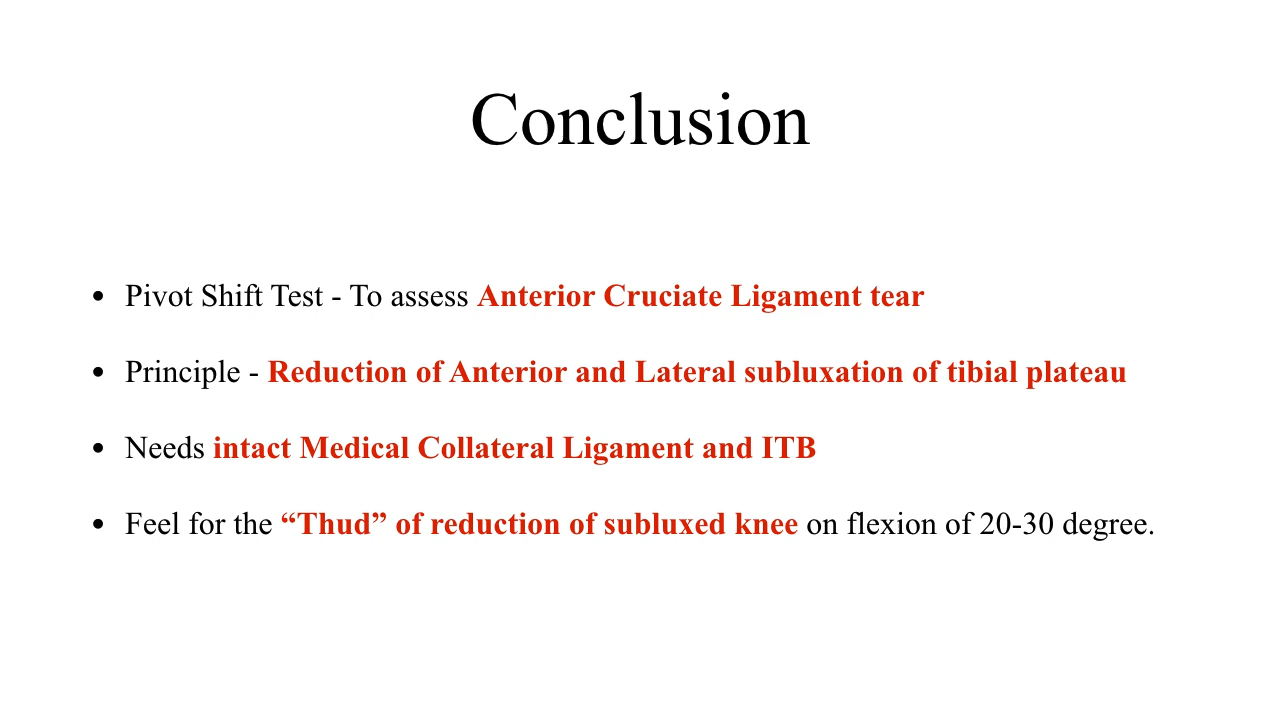 Conclusion
• Pivot Shift Test - To assess Anterior Cruciate Ligament tear
• Principle - Reduction of Anterior and Lateral subluxation of tibial plateau
• Needs intact Medical Collateral Ligament and ITB
• Feel for the “Thud” of reduction of subluxed knee on flexion of 20-30 degree.